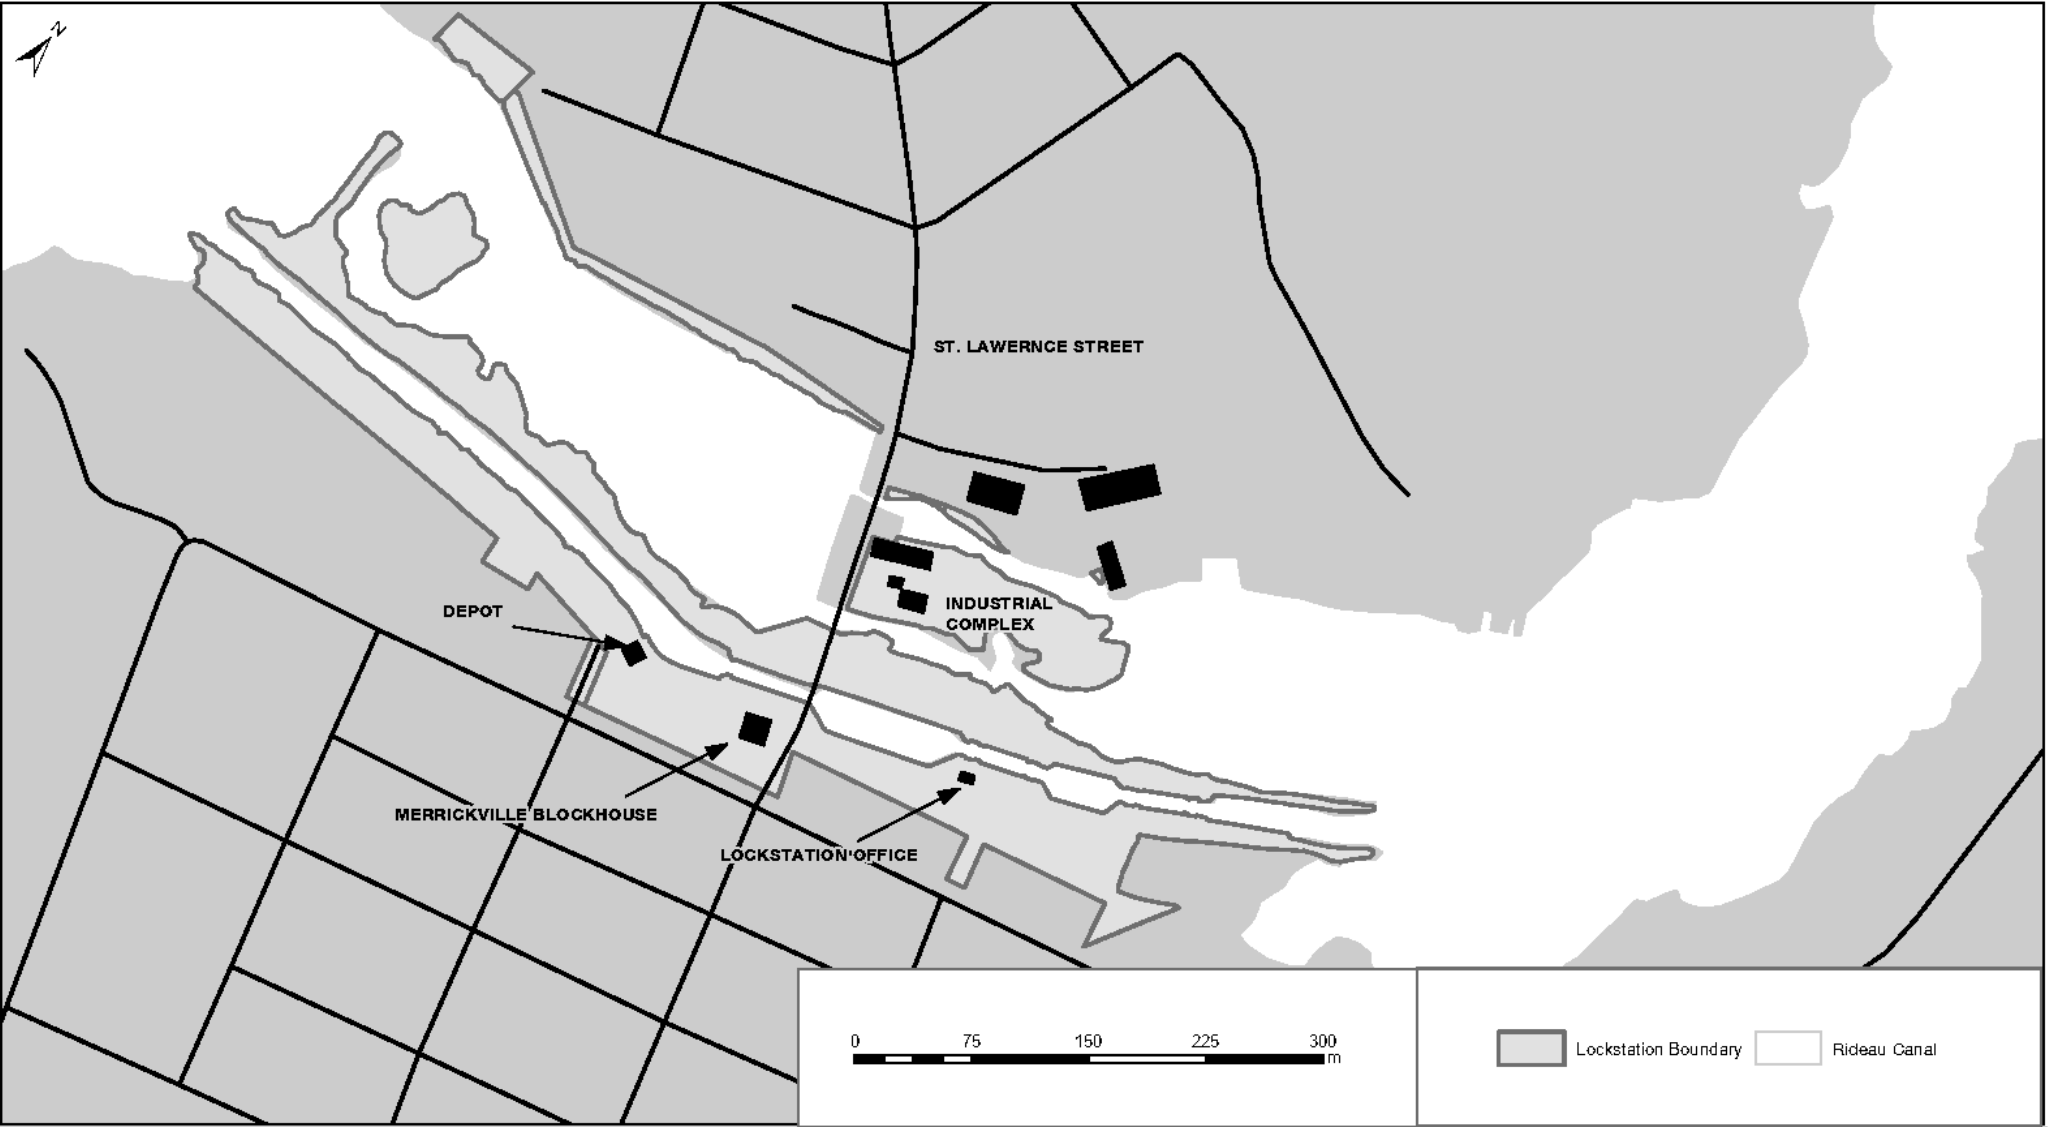 N
ST. LAWERNCE STREET
INDUSTRIAL
COMPLEX
DEPOT
MERRICKVILLE BLOCKHOUSE
LOCKSTATION OFFICE
0 75 150 225 300
m
Lockstation Boundary
Rideau Canal